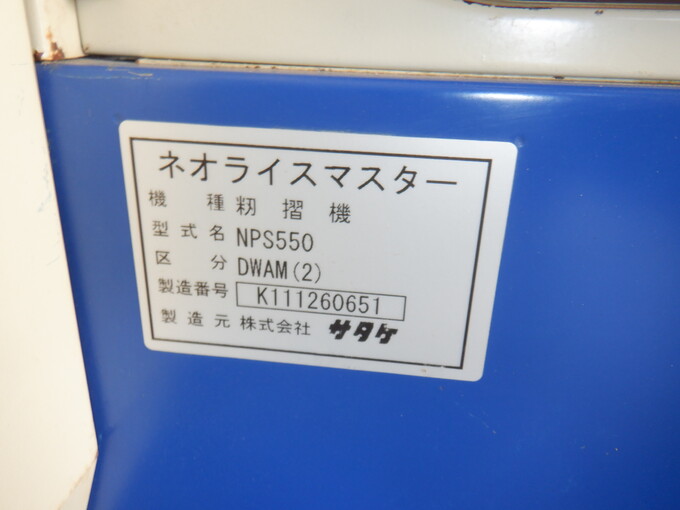 ネオライスマスター
機種 籾摺機
型式名 NPS550
区分 DWAM(2)
製造番号 K111260651
製造元 株式会社 サタケ